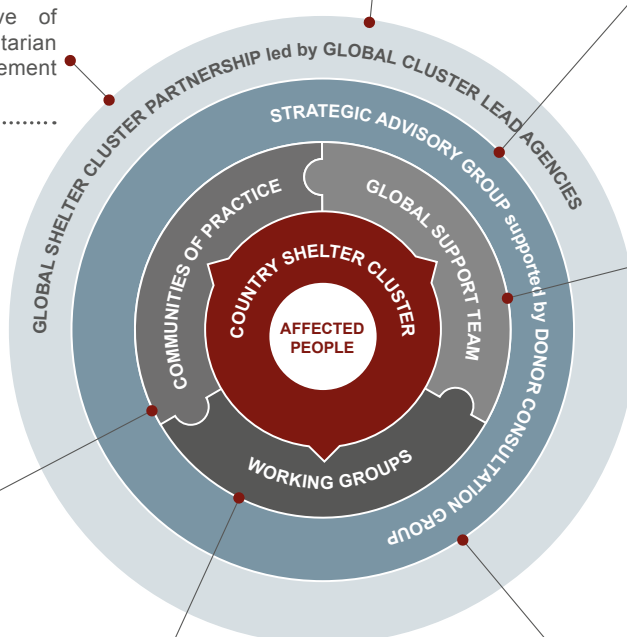 ve of
itarian
ement
GLOBAL SHELTER CLUSTER PARTNERSHIP led by GLOBAL CLUSTER LEAD AGENCIES
STRATEGIC ADVISORY GROUP supported by DONOR CONSULTATION GROUP
COMMUNITIES OF PRACTICE
GLOBAL SUPPORT TEAM
COUNTRY SHELTER CLUSTER
AFFECTED
PEOPLE
WORKING GROUPS